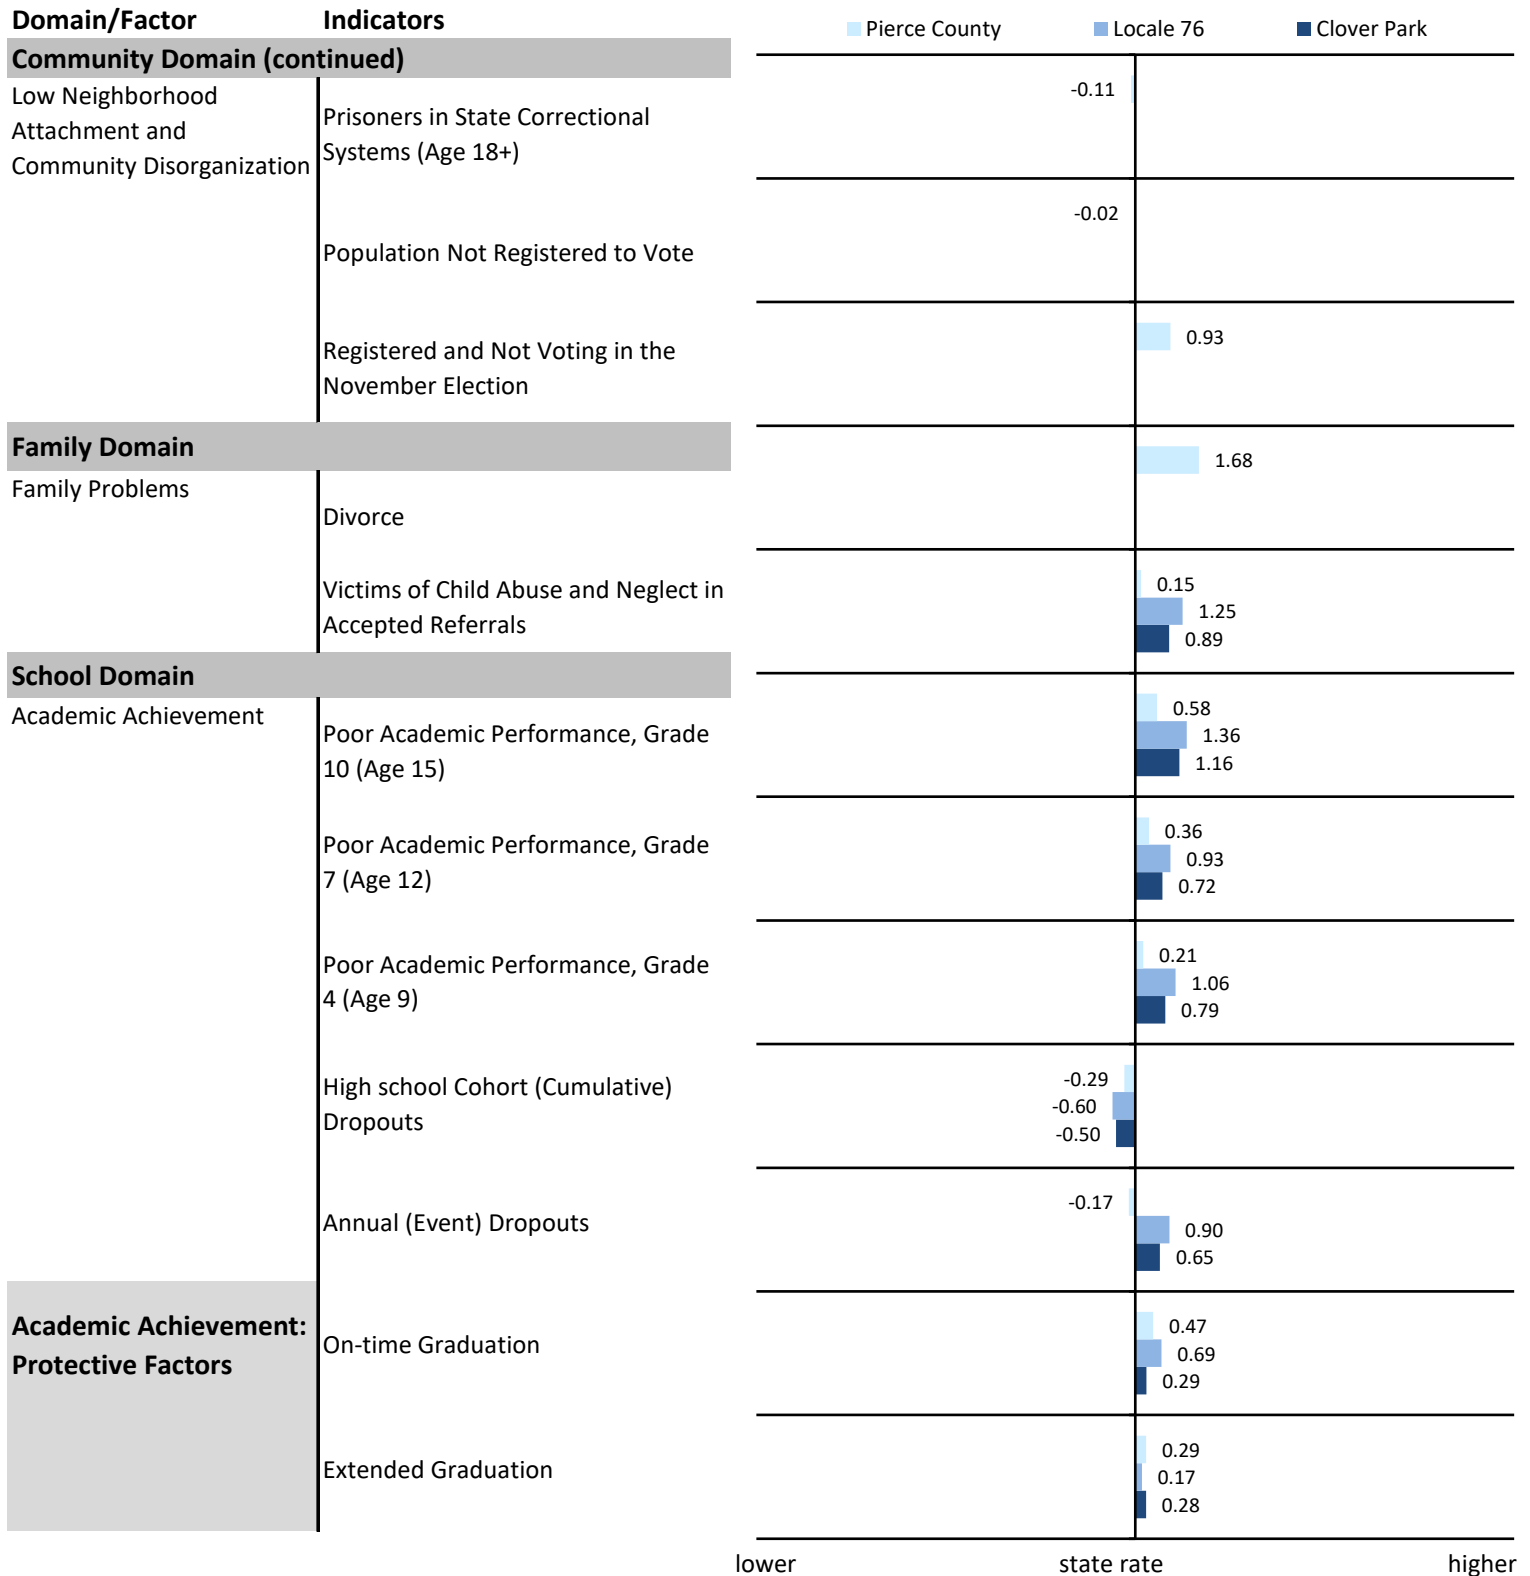 Domain/Factor Indicators
Pierce County Locale 76 Clover Park
Community Domain (continued)
Low Neighborhood
Attachment and
Community Disorganization
Prisoners in State Correctional
Systems (Age 18+)
-0.11
Population Not Registered to Vote
-0.02
Registered and Not Voting in the
November Election
0.93
Family Domain
Family Problems
Divorce
1.68
Victims of Child Abuse and Neglect in
Accepted Referrals
0.15
1.25
0.89
School Domain
Academic Achievement
Poor Academic Performance, Grade
10 (Age 15)
0.58
1.36
1.16
Poor Academic Performance, Grade
7 (Age 12)
0.36
0.93
0.72
Poor Academic Performance, Grade
4 (Age 9)
0.21
1.06
0.79
High school Cohort (Cumulative)
Dropouts
-0.29
-0.60
-0.50
Annual (Event) Dropouts
-0.17
0.90
0.65
Academic Achievement:
Protective Factors
On-time Graduation
0.47
0.69
0.29
Extended Graduation
0.29
0.17
0.28
lower state rate higher